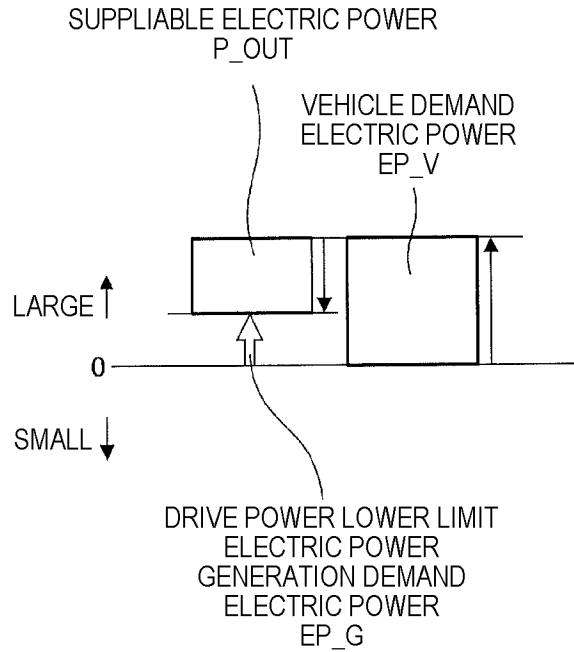 SUPPLIABLE ELECTRIC POWER
P_OUT
VEHICLE DEMAND
ELECTRIC POWER
EP_V
LARGE
0
SMALL
DRIVE POWER LOWER LIMIT
ELECTRIC POWER
GENERATION DEMAND
ELECTRIC POWER
EP_G